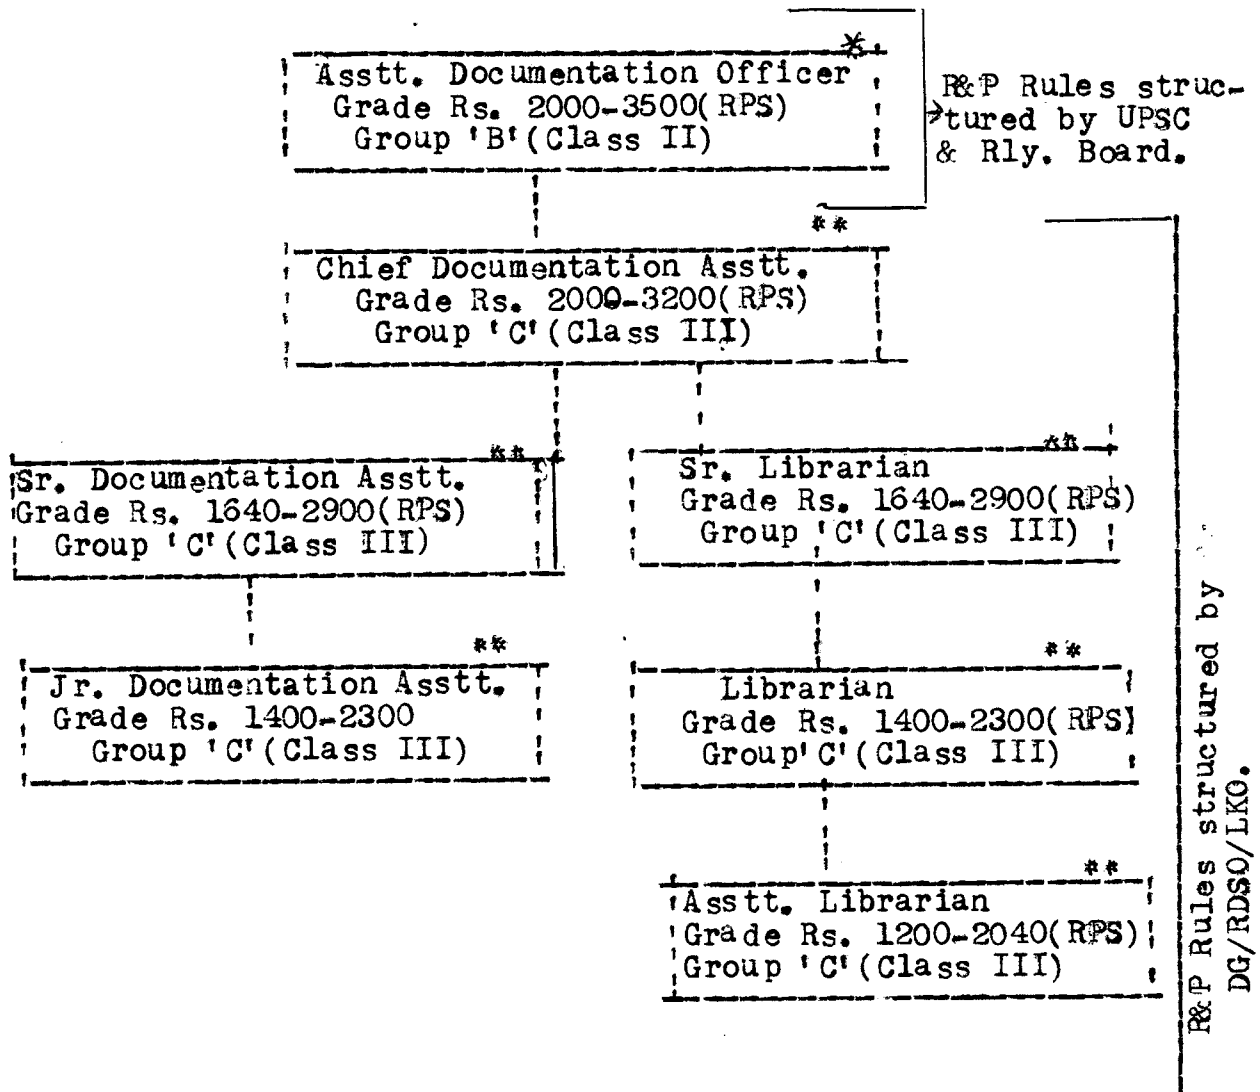 *
Asstt. Documentation Officer
Grade Rs. 2000-3500(RPS)
Group 'B'(Class II)
R&P Rules struc-
tured by UPSC
& Rly. Board.
**
Chief Documentation Asstt.
Grade Rs. 2000-3200(RPS)
Group 'C'(Class III)
**
Sr. Documentation Asstt.
Grade Rs. 1640-2900(RPS)
Group 'C'(Class III)
**
Sr. Librarian
Grade Rs. 1640-2900(RPS)
Group 'C'(Class III)
**
Jr. Documentation Asstt.
Grade Rs. 1400-2300
Group 'C'(Class III)
**
Librarian
Grade Rs. 1400-2300(RPS)
Group'C'(Class III)
**
Asstt. Librarian
Grade Rs. 1200-2040(RPS)
Group 'C'(Class III)
R&P Rules structured by
DG/RDSO/LKO.